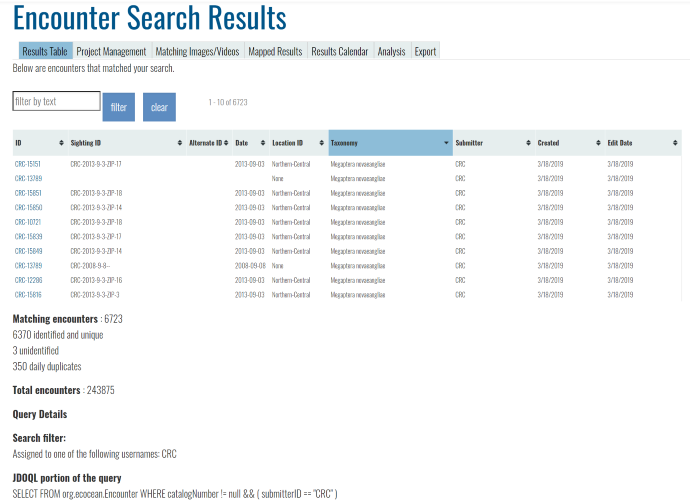 Encounter Search Results
Results Table Project Management Matching Images/Videos Mapped Results Results Calendar Analysis Export
Below are encounters that matched your search.
filter by text filter clear 1 - 10 of 6723
ID Sighting ID Alternate ID Date Location ID Taxonomy Submitter Created Edit Date
CRC-15151 CRC-2013-9-3-ZIP-17 2013-09-03 Northern-Central Megaptera novaeangliae CRC 3/18/2019 3/18/2019
CRC-13789 None Megaptera novaeangliae CRC 3/18/2019 3/18/2019
CRC-15851 CRC-2013-9-3-ZIP-18 2013-09-03 Northern-Central Megaptera novaeangliae CRC 3/18/2019 3/18/2019
CRC-15850 CRC-2013-9-3-ZIP-14 2013-09-03 Northern-Central Megaptera novaeangliae CRC 3/18/2019 3/18/2019
CRC-10721 CRC-2013-9-3-ZIP-18 2013-09-03 Northern-Central Megaptera novaeangliae CRC 3/18/2019 3/18/2019
CRC-15839 CRC-2013-9-3-ZIP-17 2013-09-03 Northern-Central Megaptera novaeangliae CRC 3/18/2019 3/18/2019
CRC-15849 CRC-2013-9-3-ZIP-14 2013-09-03 Northern-Central Megaptera novaeangliae CRC 3/18/2019 3/18/2019
CRC-13789 CRC-2008-9-8-- 2008-09-08 None Megaptera novaeangliae CRC 3/18/2019 3/18/2019
CRC-12286 CRC-2013-9-3-ZIP-16 2013-09-03 Northern-Central Megaptera novaeangliae CRC 3/18/2019 3/18/2019
CRC-15816 CRC-2013-9-3-ZIP-3 2013-09-03 Northern-Central Megaptera novaeangliae CRC 3/18/2019 3/18/2019
Matching encounters : 6723
6370 identified and unique
3 unidentified
350 daily duplicates
Total encounters : 243875
Query Details
Search filter:
Assigned to one of the following usernames: CRC
JDOQL portion of the query
SELECT FROM org.ecocean.Encounter WHERE catalogNumber != null && ( submitterID == "CRC" )